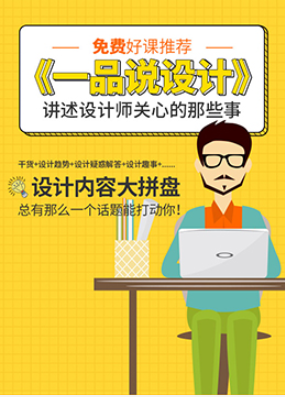 免费好课推荐
《一品说设计》
讲述设计师关心的那些事
干货+设计趋势+设计疑惑解答+设计趣事+......
设计内容大拼盘
总有那么一个话题能打动你！